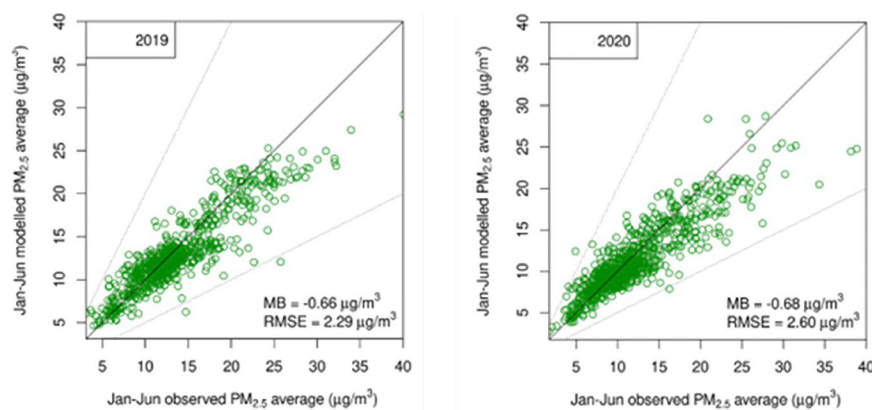 2019
Jan-Jun modelled PM2.5 average (µg/m³)
40
35
30
25
20
15
10
5
MB = -0.66 µg/m³
RMSE = 2.29 µg/m³
5 10 15 20 25 30 35 40
Jan-Jun observed PM2.5 average (µg/m³)
2020
Jan-Jun modelled PM2.5 average (µg/m³)
40
35
30
25
20
15
10
5
MB = -0.68 µg/m³
RMSE = 2.60 µg/m³
5 10 15 20 25 30 35 40
Jan-Jun observed PM2.5 average (µg/m³)